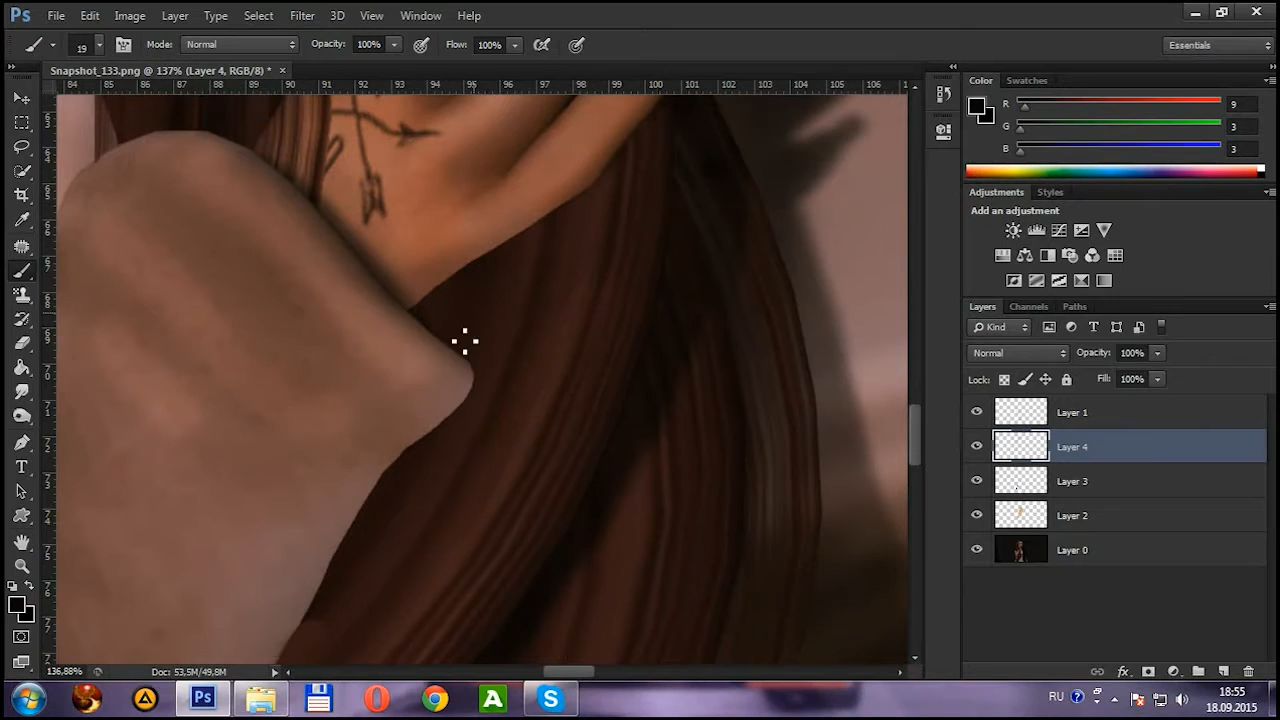 Ps File Edit Image Layer Type Select Filter 3D View Window Help
19 Mode: Normal Opacity: 100% Flow: 100% Essentials
Snapshot_133.png @ 137% (Layer 4, RGB/8) *
84 85 86 87 88 89 90 91 92 93 94 95 96 97 98 99 100 101 102 103 104 105 106
Color Swatches
R 9
G 3
B 3
Adjustments Styles
Add an adjustment
Layers Channels Paths
Kind
Normal Opacity: 100%
Lock: Fill: 100%
Layer 1
Layer 4
Layer 3
Layer 2
Layer 0
136,88% Doc: 53,5M/49,8M
Ps A S RU 18:55
18.09.2015